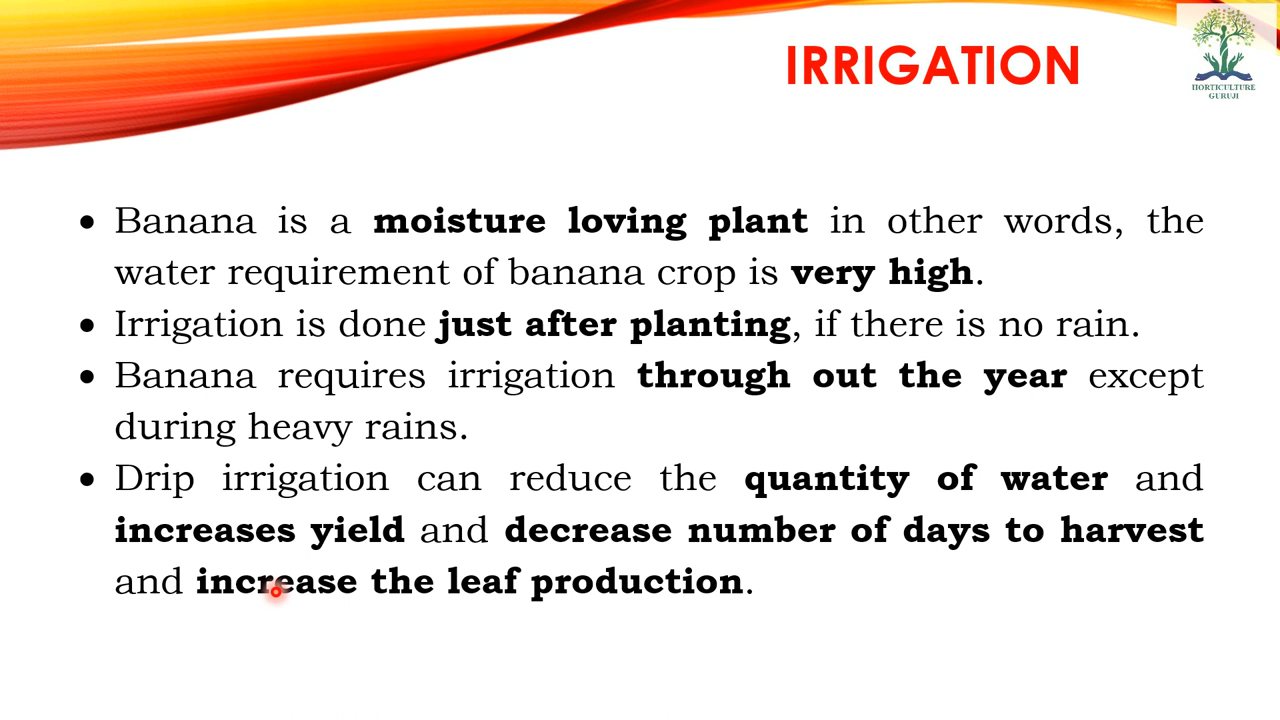 IRRIGATION
HORTICULTURE
GURUJI
• Banana is a moisture loving plant in other words, the
water requirement of banana crop is very high.
• Irrigation is done just after planting, if there is no rain.
• Banana requires irrigation through out the year except
during heavy rains.
• Drip irrigation can reduce the quantity of water and
increases yield and decrease number of days to harvest
and increase the leaf production.